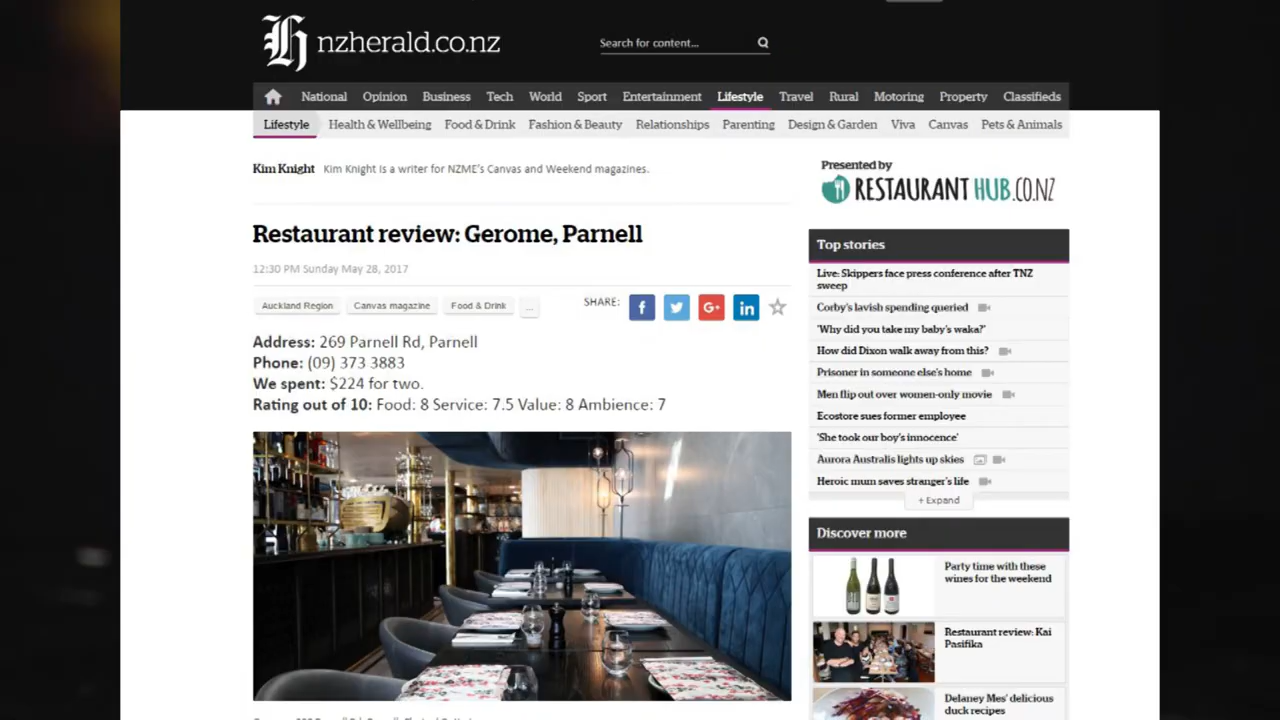 nzherald.co.nz
Search for content...
National Opinion Business Tech World Sport Entertainment Lifestyle Travel Rural Motoring Property Classifieds
Lifestyle Health & Wellbeing Food & Drink Fashion & Beauty Relationships Parenting Design & Garden Viva Canvas Pets & Animals
Kim Knight Kim Knight is a writer for NZME's Canvas and Weekend magazines.
Restaurant review: Gerome, Parnell
12:30 PM Sunday May 28, 2017
Auckland Region Canvas magazine Food & Drink ...
SHARE:
Address: 269 Parnell Rd, Parnell
Phone: (09) 373 3883
We spent: $224 for two.
Rating out of 10: Food: 8 Service: 7.5 Value: 8 Ambience: 7
Presented by
RESTAURANT HUB.CO.NZ
Top stories
Live: Skippers face press conference after TNZ
sweep
Corby's lavish spending queried
'Why did you take my baby's waka?'
How did Dixon walk away from this?
Prisoner in someone else's home
Men flip out over women-only movie
Ecostore sues former employee
'She took our boy's innocence'
Aurora Australis lights up skies
Heroic mum saves stranger's life
+ Expand
Discover more
Party time with these
wines for the weekend
Restaurant review: Kai
Pasifika
Delaney Mes' delicious
duck recipes